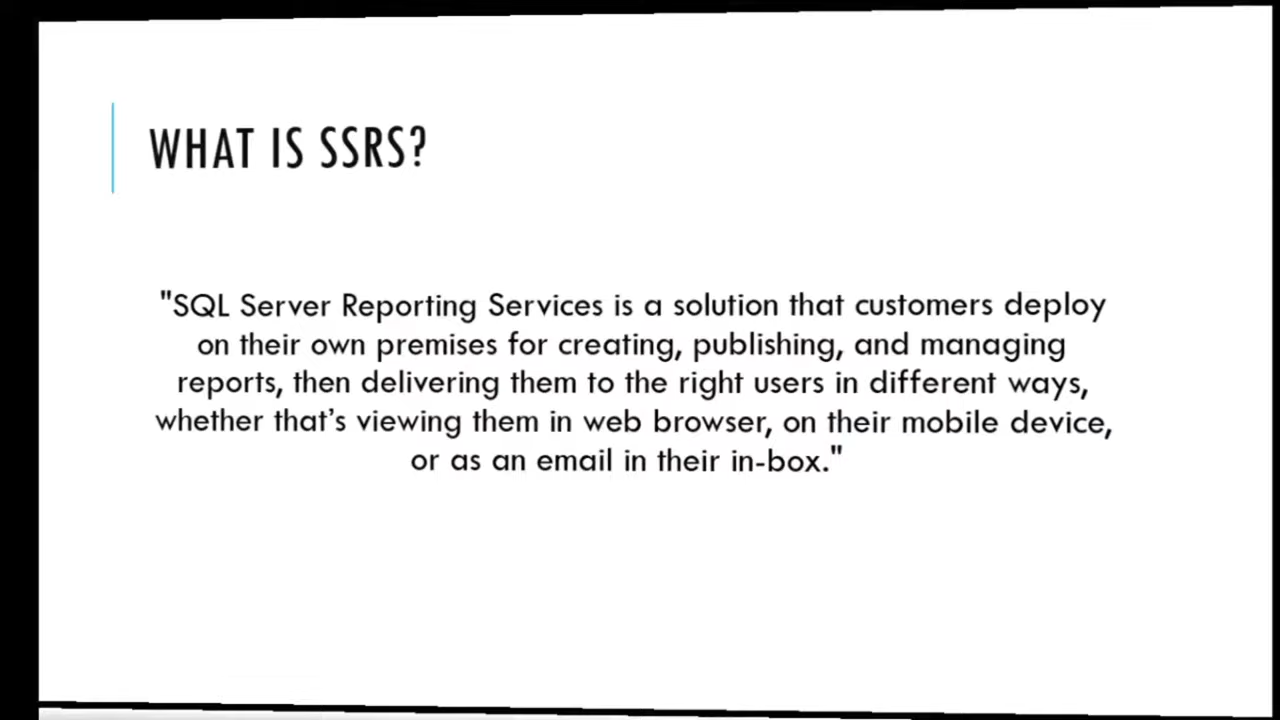 WHAT IS SSRS?
"SQL Server Reporting Services is a solution that customers deploy
on their own premises for creating, publishing, and managing
reports, then delivering them to the right users in different ways,
whether that’s viewing them in web browser, on their mobile device,
or as an email in their in-box."